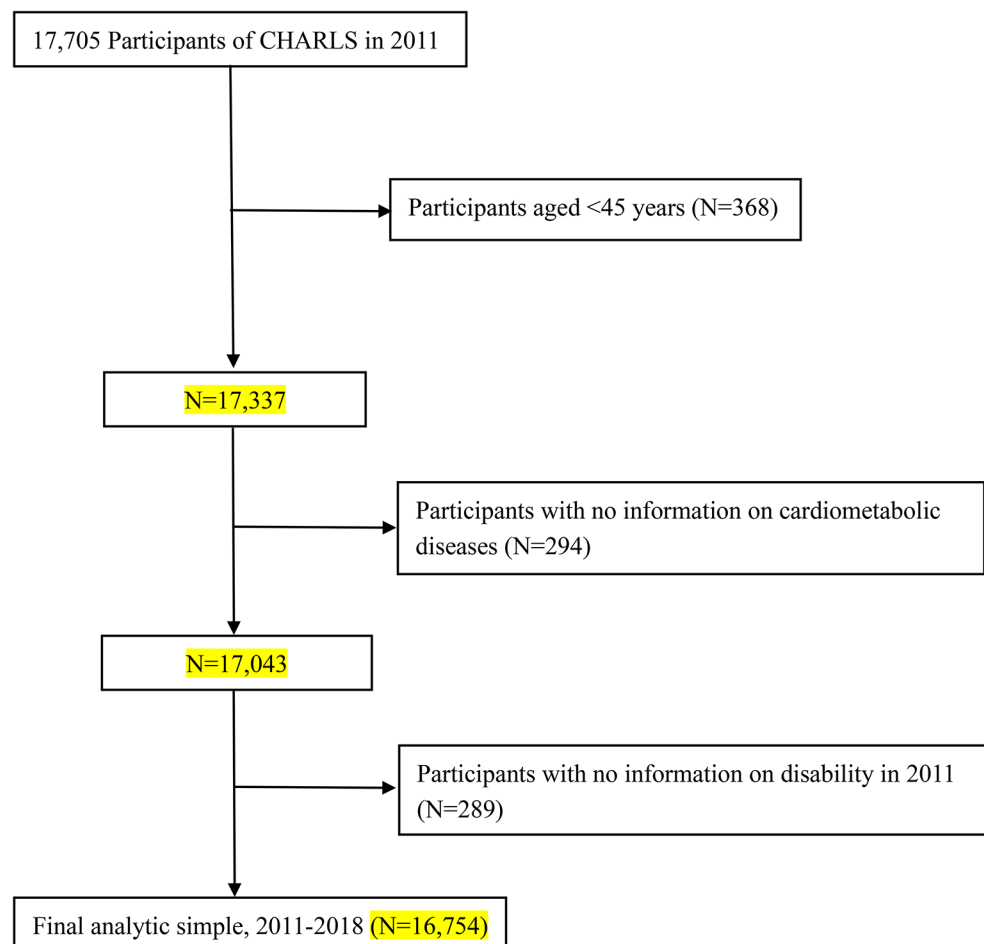 17,705 Participants of CHARLS in 2011
Participants aged <45 years (N=368)
N=17,337
Participants with no information on cardiometabolic
diseases (N=294)
N=17,043
Participants with no information on disability in 2011
(N=289)
Final analytic simple, 2011-2018 (N=16,754)